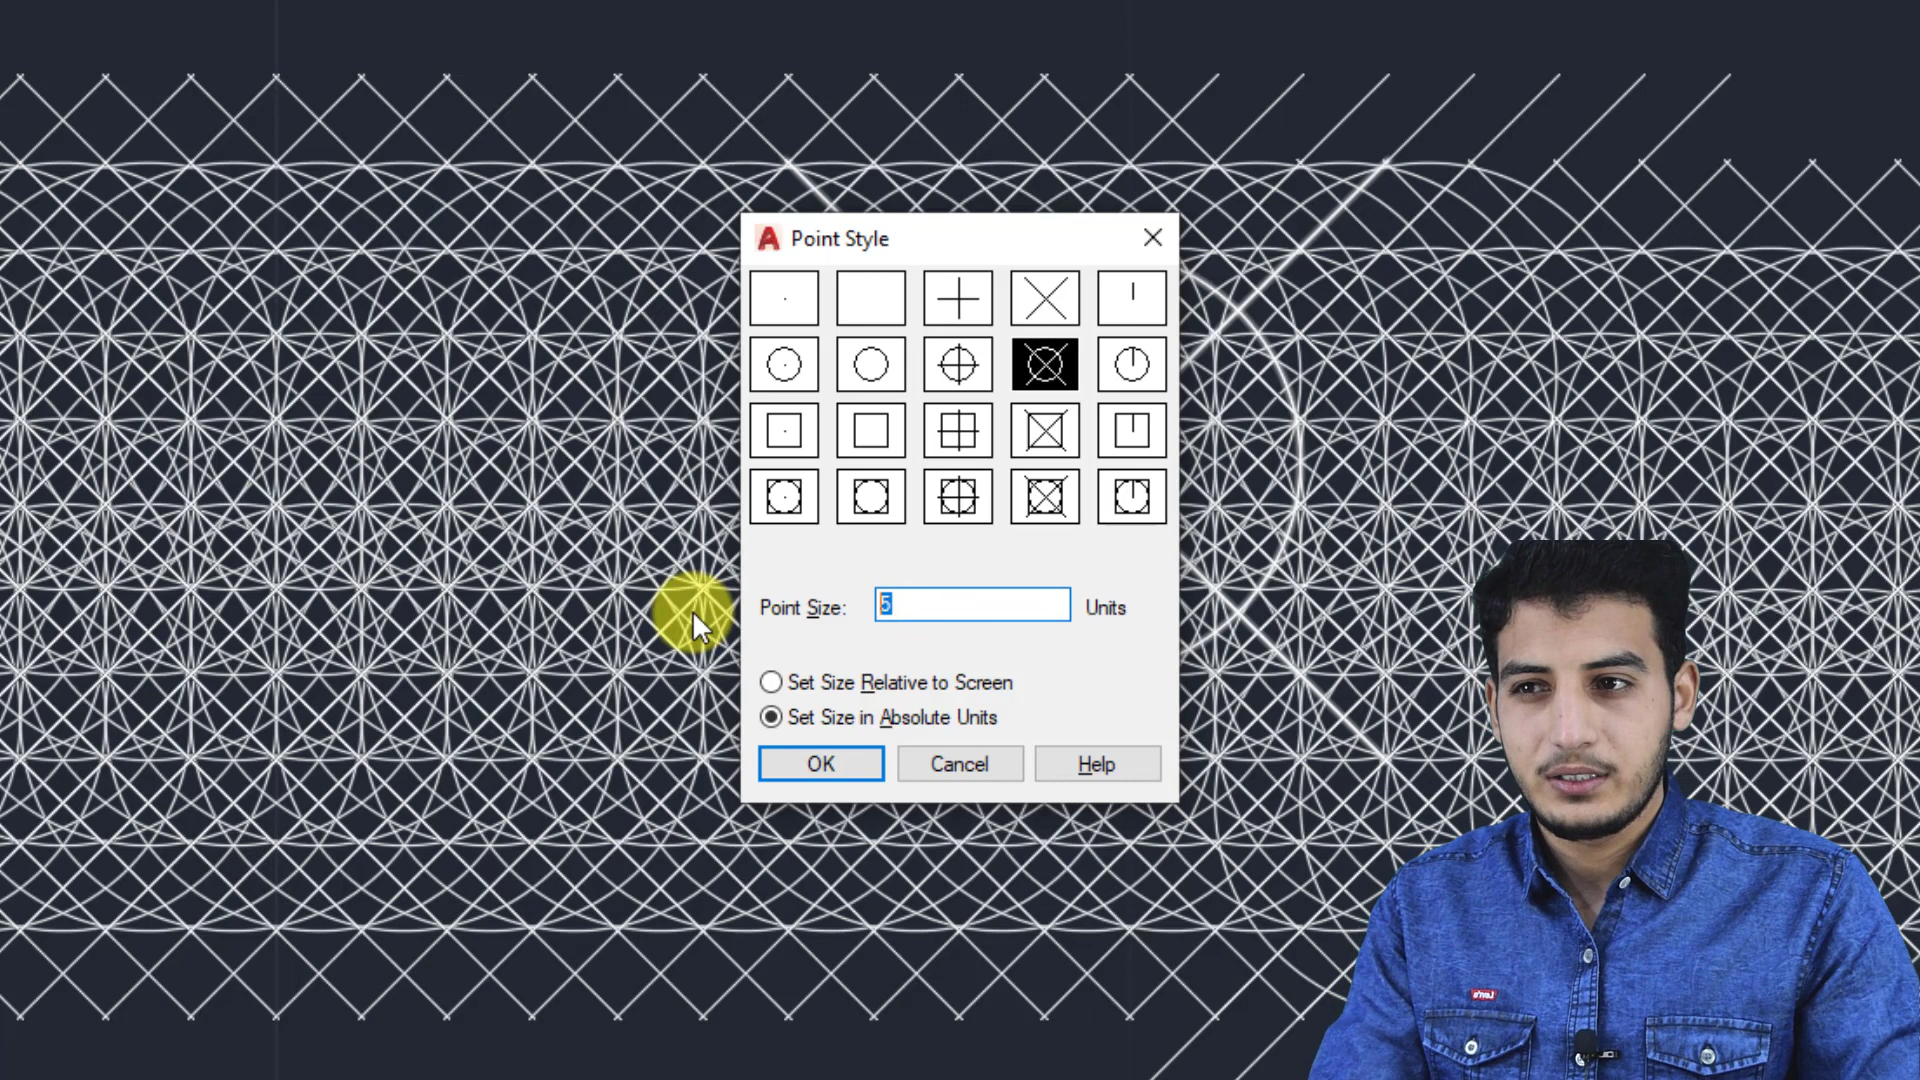 Point Style
Point Size: 5 Units
Set Size Relative to Screen
Set Size in Absolute Units
OK Cancel Help